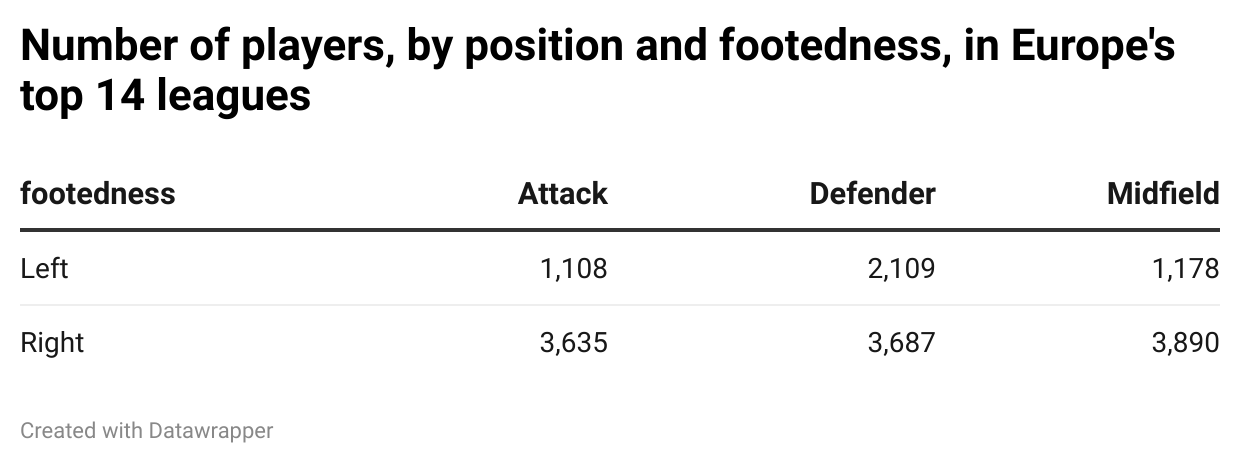 Number of players, by position and footedness, in Europe's
top 14 leagues
footedness Attack Defender Midfield
Left 1,108 2,109 1,178
Right 3,635 3,687 3,890
Created with Datawrapper